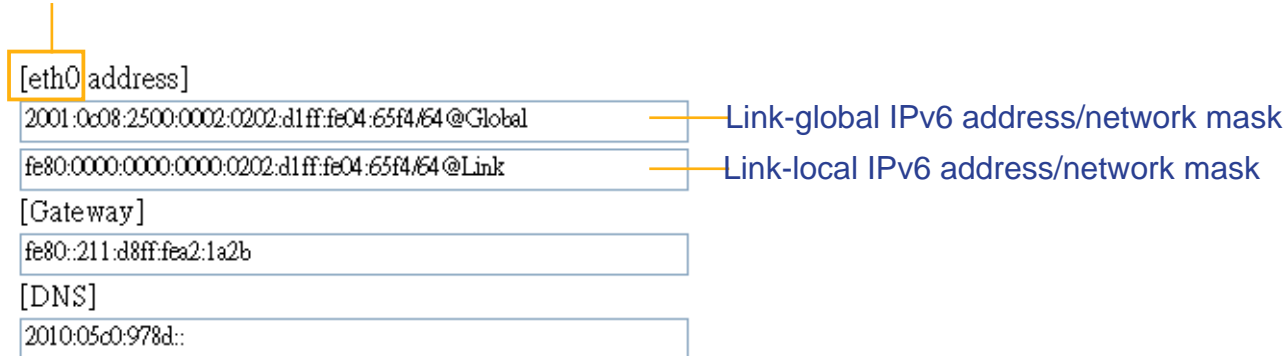 [eth0 address]
2001:0c08:2500:0002:0202:d1ff:fe04:65f4/64@Global
Link-global IPv6 address/network mask
fe80:0000:0000:0000:0202:d1ff:fe04:65f4/64@Link
Link-local IPv6 address/network mask
[Gateway]
fe80::211:d8ff:fea2:1a2b
[DNS]
2010:05c0:978d::